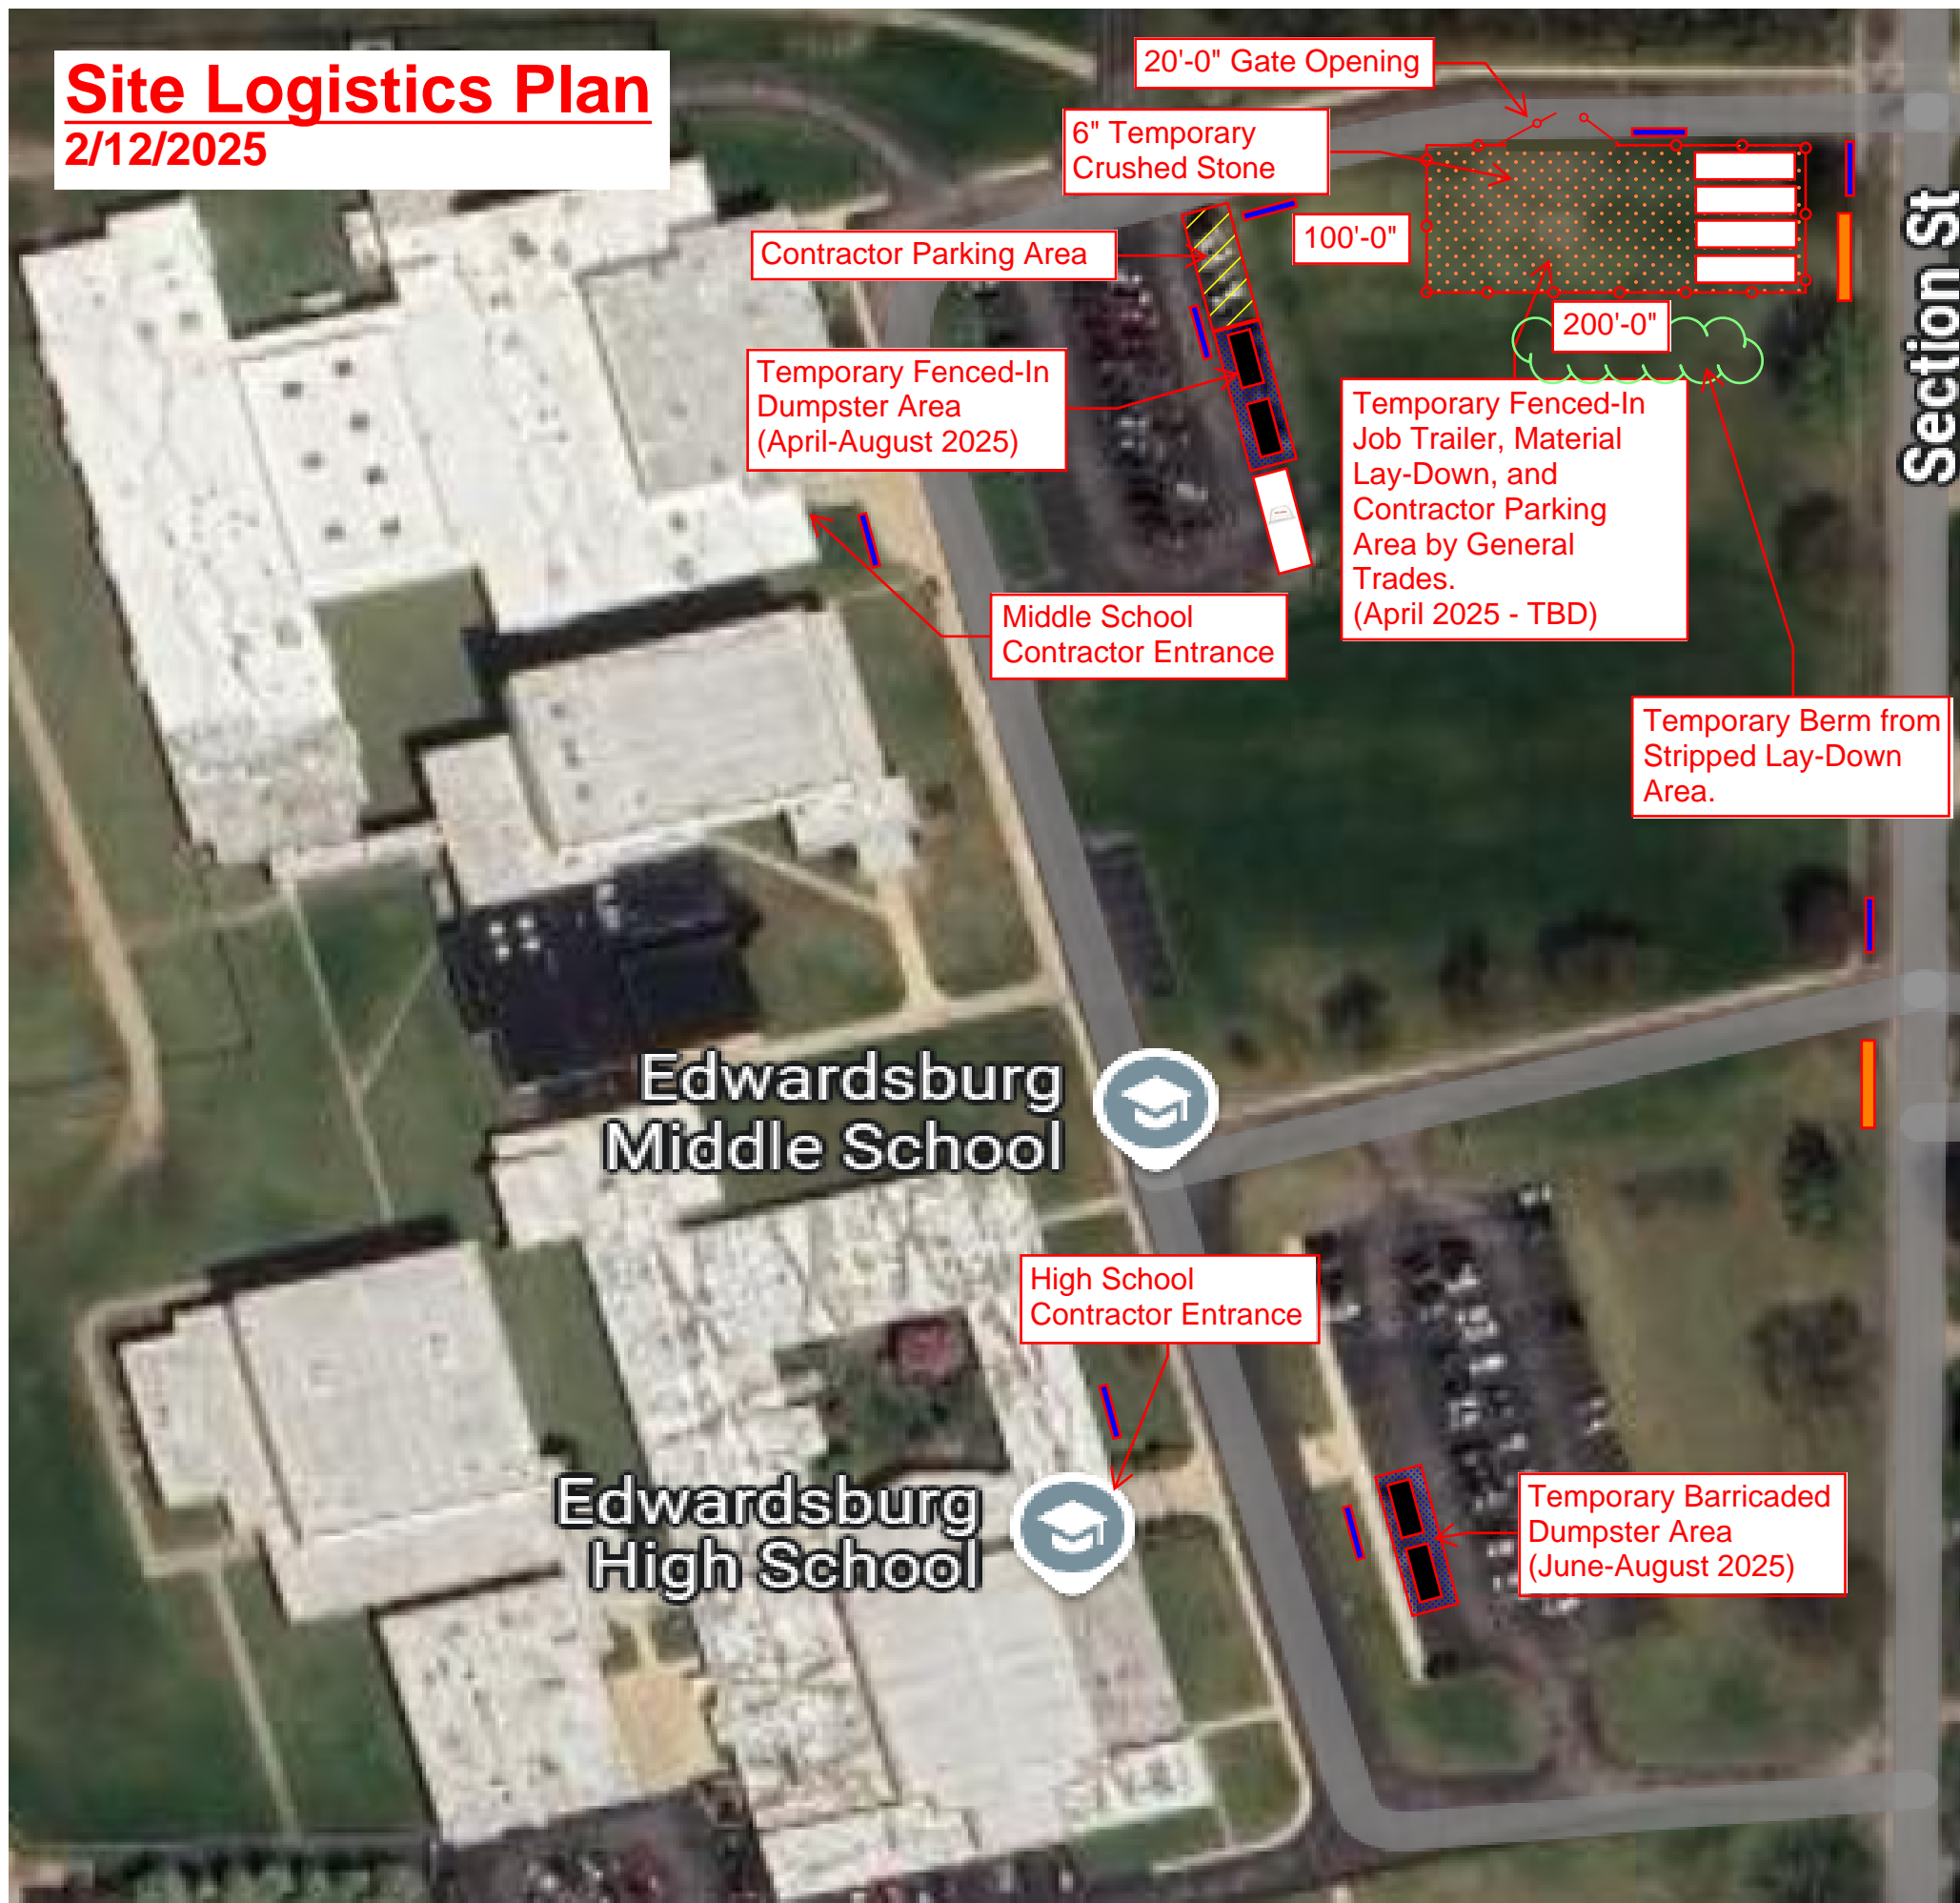 Site Logistics Plan
2/12/2025
20'-0" Gate Opening
6" Temporary
Crushed Stone
100'-0"
Contractor Parking Area
200'-0"
Section St
Temporary Fenced-In
Dumpster Area
(April-August 2025)
Temporary Fenced-In
Job Trailer, Material
Lay-Down, and
Contractor Parking
Area by General
Trades.
(April 2025 - TBD)
Middle School
Contractor Entrance
Temporary Berm from
Stripped Lay-Down
Area.
Edwardsburg
Middle School
High School
Contractor Entrance
Edwardsburg
High School
Temporary Barricaded
Dumpster Area
(June-August 2025)